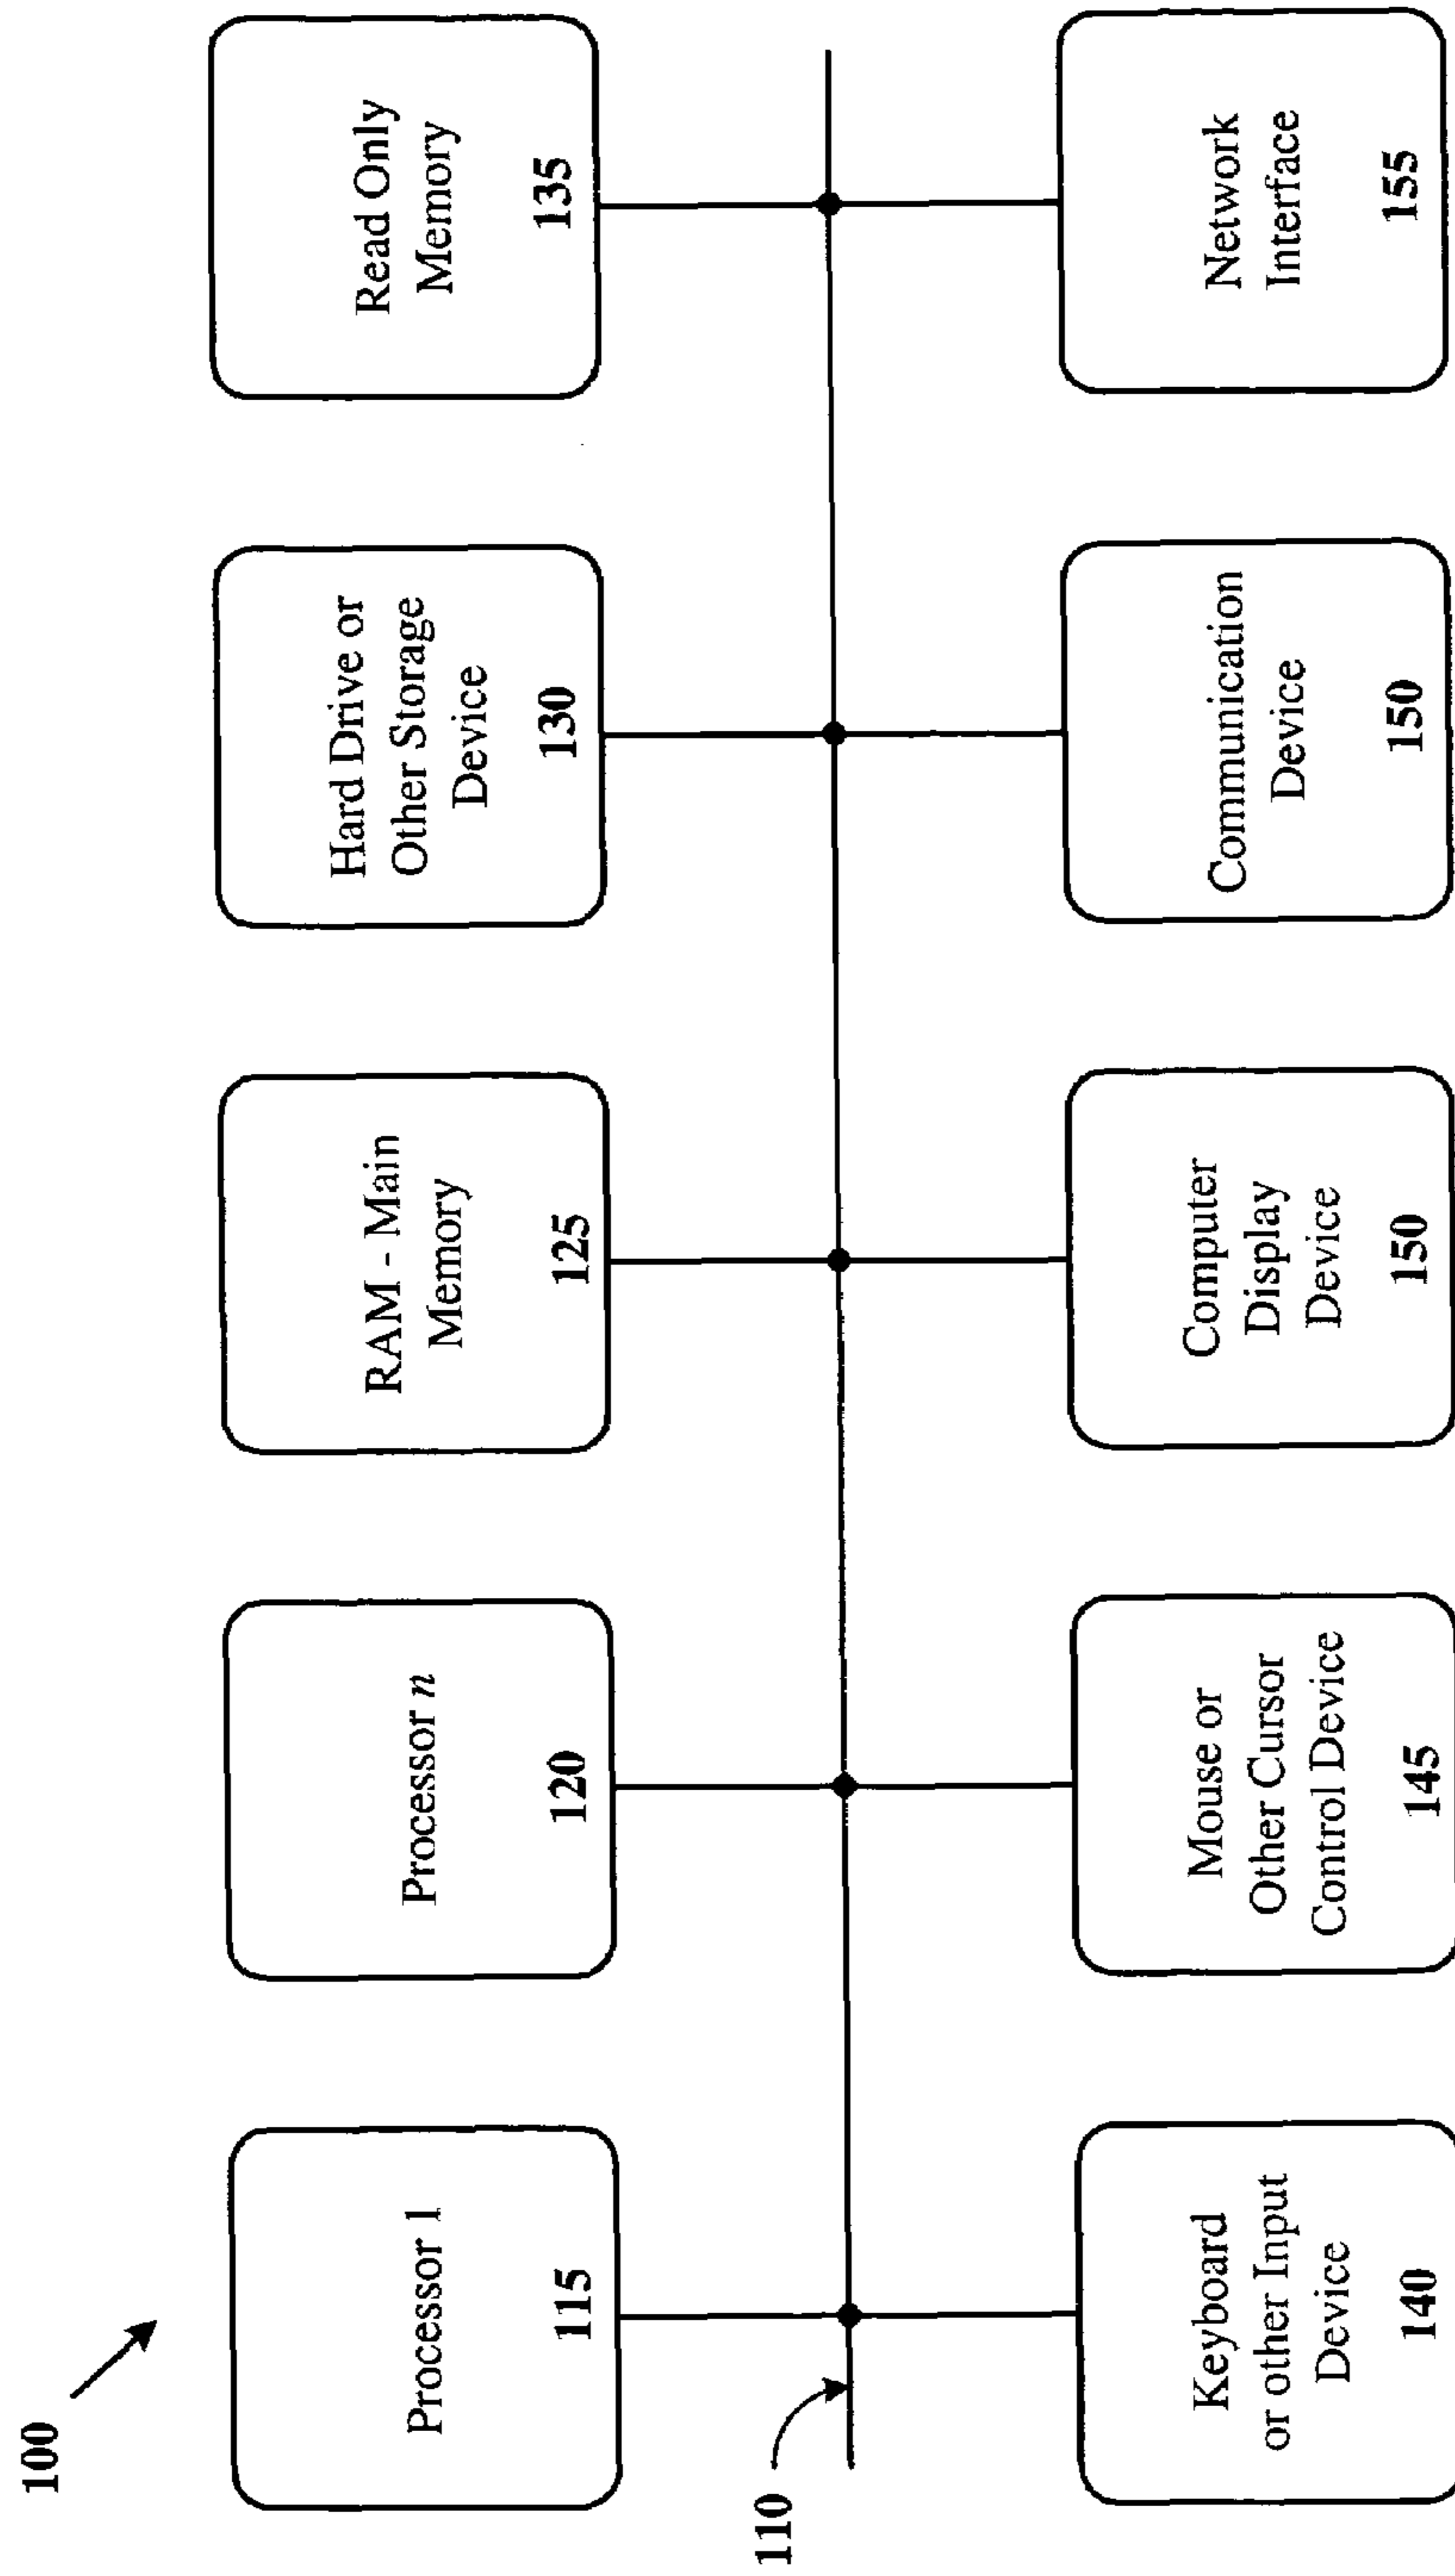 100
Processor 1
115
Processor n
120
RAM - Main
Memory
125
Hard Drive or
Other Storage
Device
130
Read Only
Memory
135
110
Keyboard
or other Input
Device
140
Mouse or
Other Cursor
Control Device
145
Computer
Display
Device
150
Communication
Device
150
Network
Interface
155